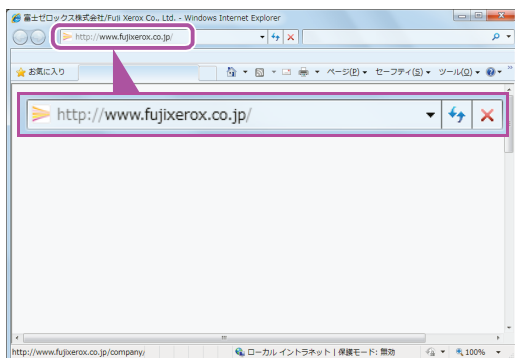 富士ゼロックス株式会社/Fuji Xerox Co., Ltd. - Windows Internet Explorer
http://www.fujixerox.co.jp/
お気に入り
ページ(P) セーフティ(S) ツール(O)
http://www.fujixerox.co.jp/
http://www.fujixerox.co.jp/company/ ローカル イントラネット | 保護モード: 無効 100%